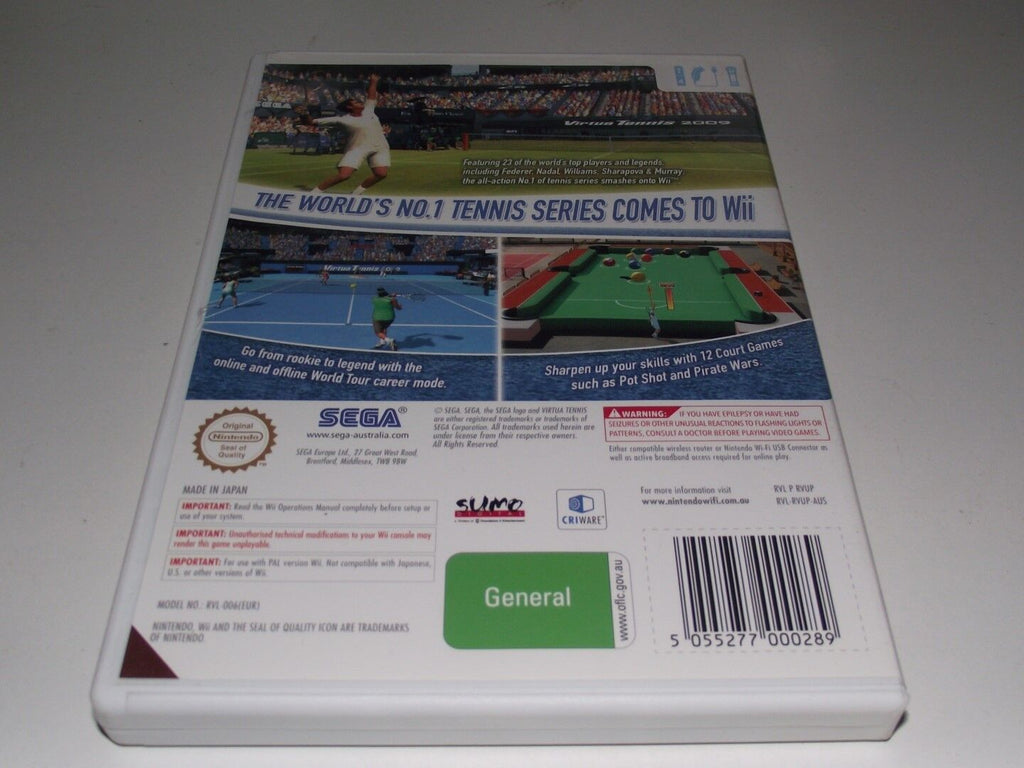 SEGA
Virtua Tennis 2009
Featuring 23 of the world's top players and legends,
including Federer, Nadal, Williams, Sharapova & Murray
the all-action No.1 of tennis series smashes onto Wii™
THE WORLD'S NO.1 TENNIS SERIES COMES TO Wii
Virtua Tennis 2009
Go from rookie to legend with the
online and offline World Tour career mode.
Sharpen up your skills with 12 Court Games
such as Pot Shot and Pirate Wars.
Original
Nintendo
Seal of
Quality
TM
SEGA®
www.sega-australia.com
SEGA Europe Ltd., 27 Great West Road,
Brentford, Middlesex, TW8 9BW
© SEGA. SEGA, the SEGA logo and VIRTUA TENNIS
are either registered trademarks or trademarks of
SEGA Corporation. All trademarks used herein are
under license from their respective owners.
All Rights Reserved.
WARNING: IF YOU HAVE EPILEPSY OR HAVE HAD
SEIZURES OR OTHER UNUSUAL REACTIONS TO FLASHING LIGHTS OR
PATTERNS, CONSULT A DOCTOR BEFORE PLAYING VIDEO GAMES.
Either compatible wireless router or Nintendo Wi-Fi USB Connector as
well as active broadband access required for online play.
MADE IN JAPAN
IMPORTANT: Read the Wii Operations Manual completely before setup or
use of your system.
IMPORTANT: Unauthorised technical modifications to your Wii console may
render this game unplayable.
IMPORTANT: For use with PAL version Wii. Not compatible with Japanese,
U.S. or other versions of Wii.
SUMO
DIGITAL
CRIWARE™
For more information visit
www.nintendowifi.com.au
RVL P RVUP
RVL-RVUP-AUS
General
www.oflc.gov.au
5 055277 000289
MODEL NO.: RVL-006(EUR)
NINTENDO, Wii AND THE SEAL OF QUALITY ICON ARE TRADEMARKS
OF NINTENDO.